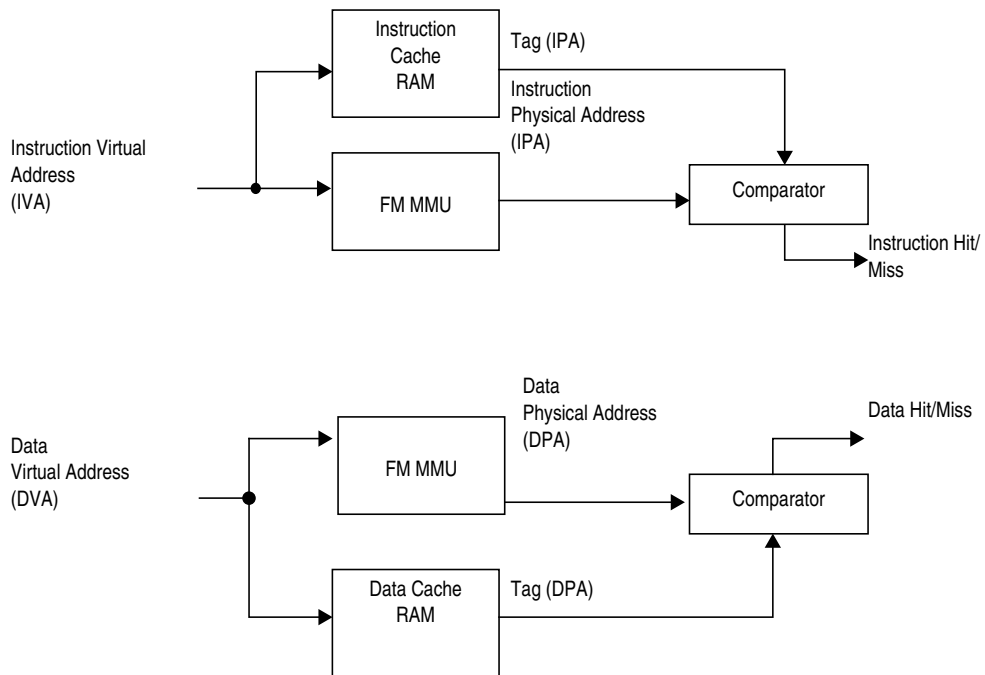 Instruction
Cache
RAM
Tag (IPA)
Instruction
Physical Address
(IPA)
Instruction Virtual
Address
(IVA)
FM MMU
Comparator
Instruction Hit/
Miss
Data
Physical Address
(DPA)
Data Hit/Miss
Data
Virtual Address
(DVA)
FM MMU
Comparator
Data Cache
RAM
Tag (DPA)